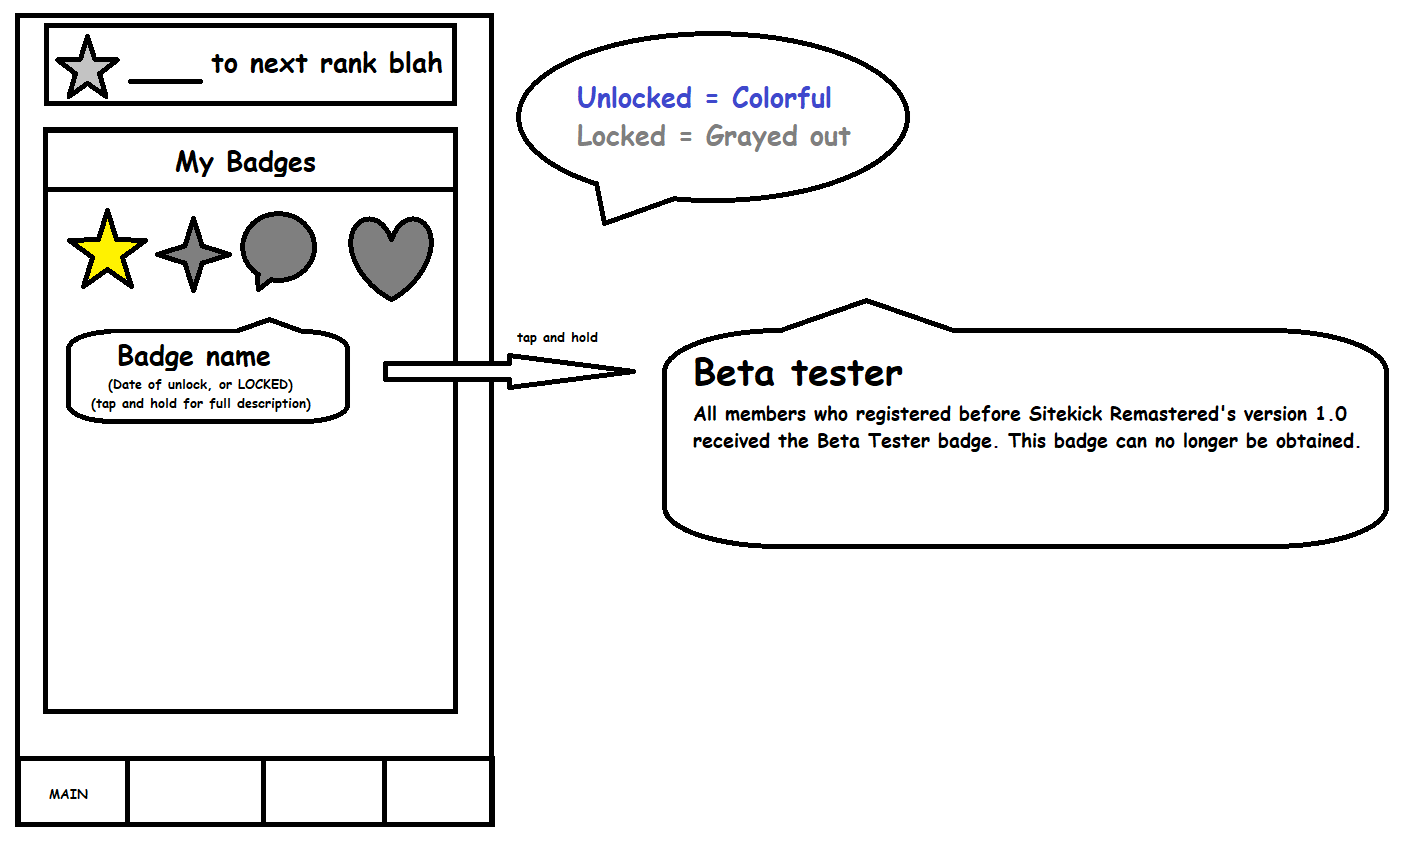 ____ to next rank blah
My Badges
Unlocked = Colorful
Locked = Grayed out
Badge name
(Date of unlock, or LOCKED)
(tap and hold for full description)
tap and hold
Beta tester
All members who registered before Sitekick Remastered's version 1.0
received the Beta Tester badge. This badge can no longer be obtained.
MAIN